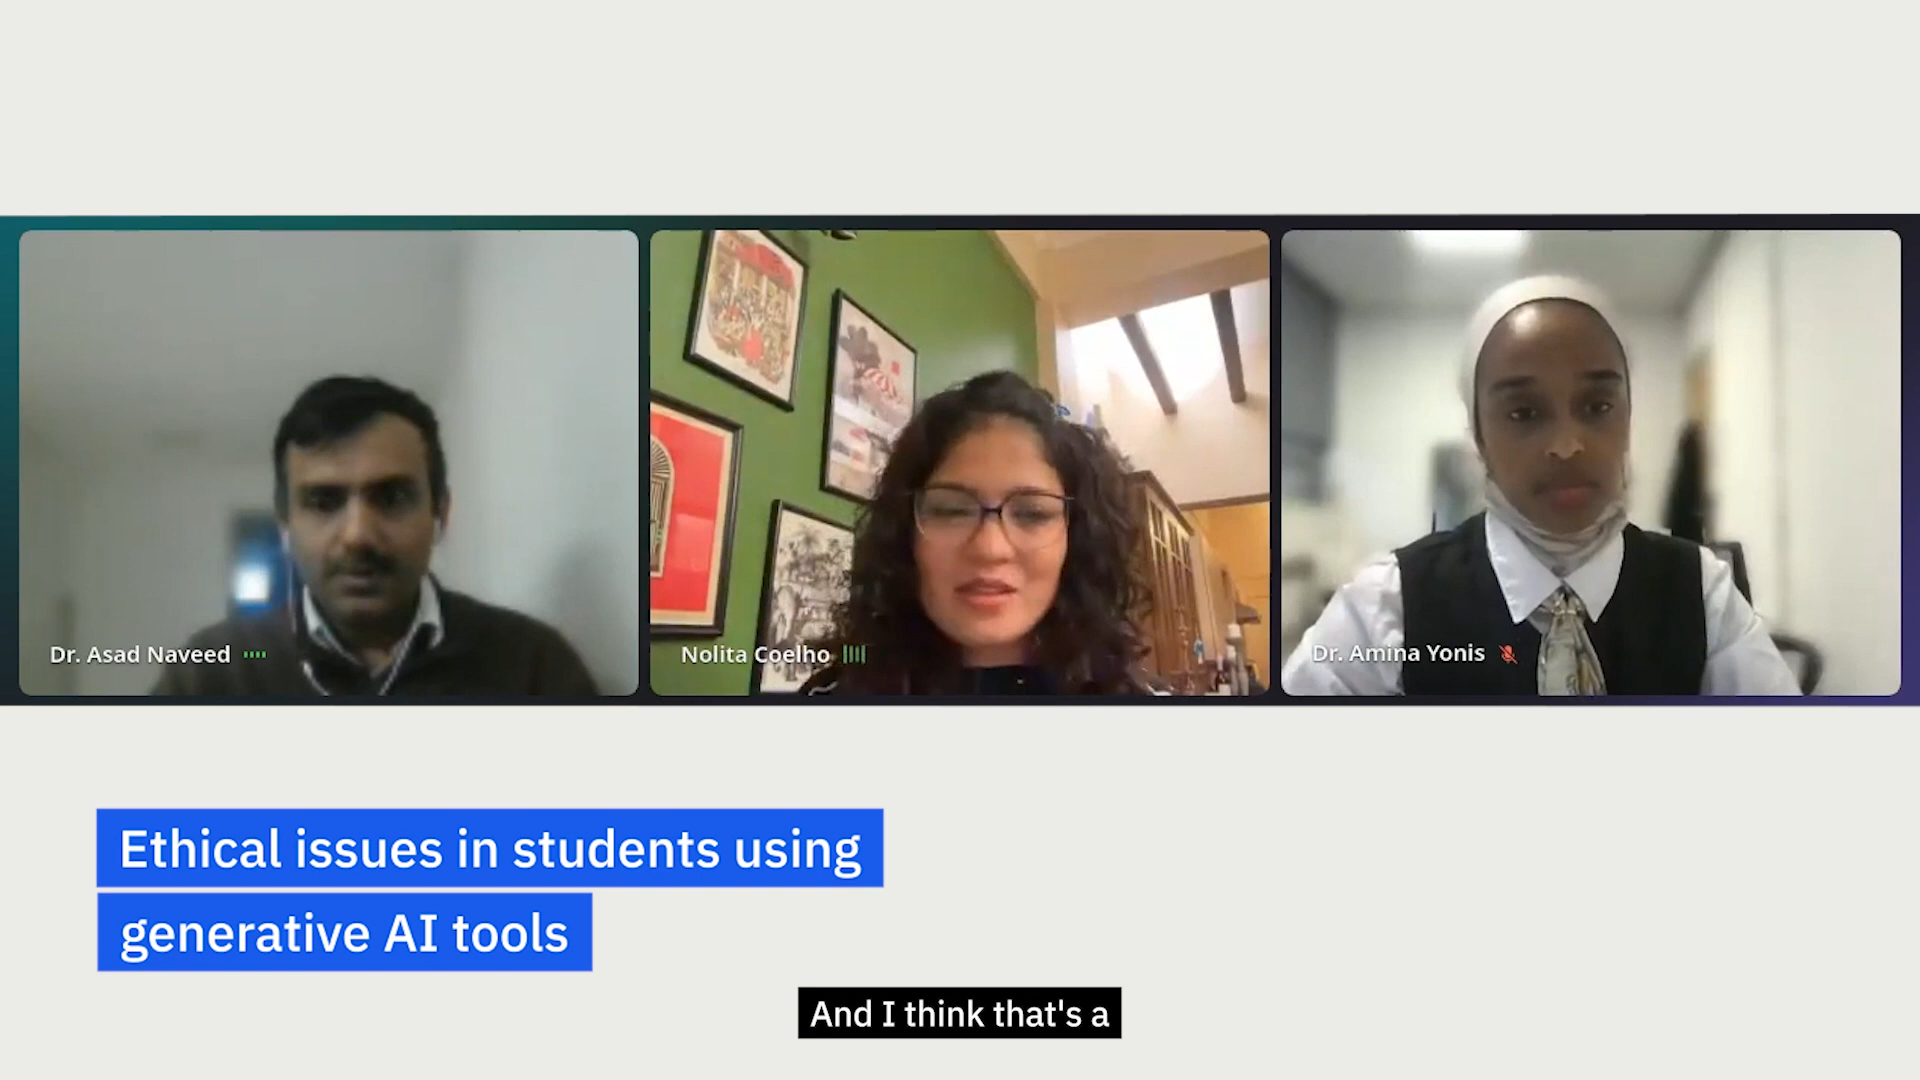 Dr. Asad Naveed
Nolita Coelho
Dr. Amina Yonis
Ethical issues in students using
generative AI tools
And I think that's a